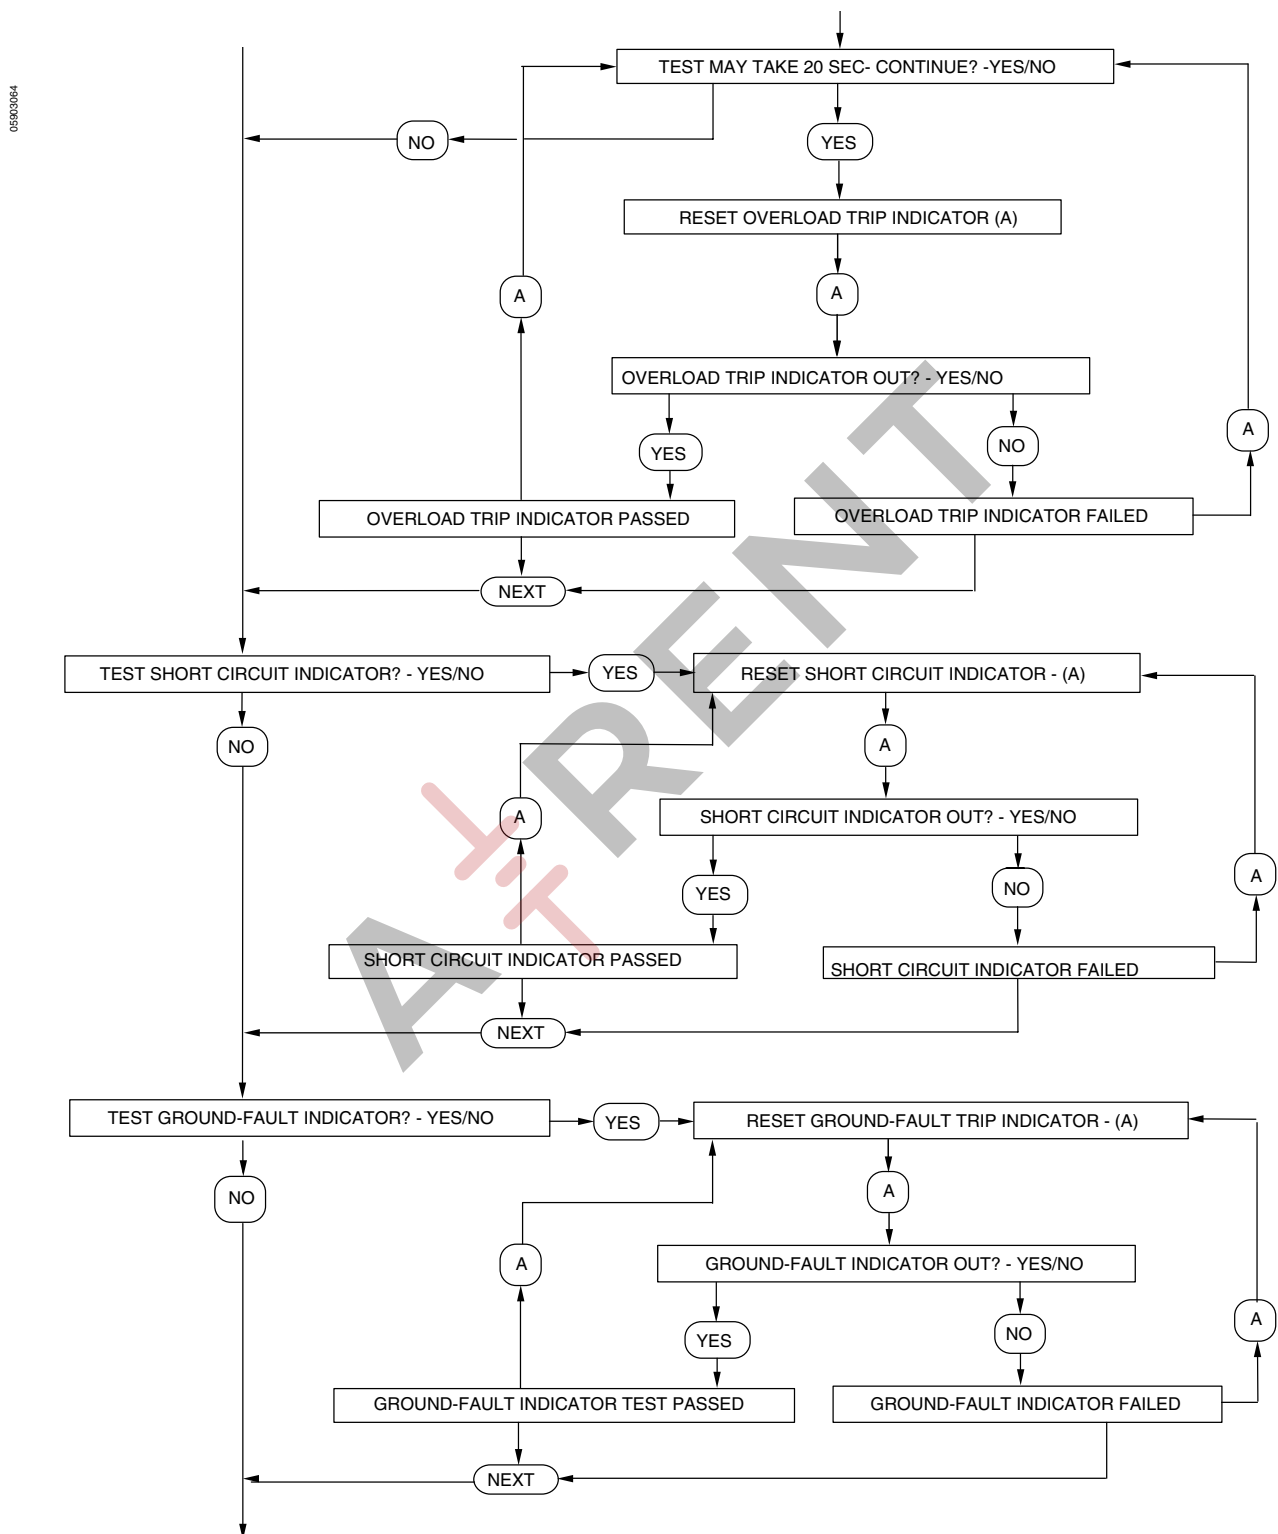 05903064
TEST MAY TAKE 20 SEC- CONTINUE? -YES/NO
NO
YES
RESET OVERLOAD TRIP INDICATOR (A)
A
A
OVERLOAD TRIP INDICATOR OUT? - YES/NO
A
YES
NO
OVERLOAD TRIP INDICATOR PASSED
OVERLOAD TRIP INDICATOR FAILED
NEXT
TEST SHORT CIRCUIT INDICATOR? - YES/NO
YES
RESET SHORT CIRCUIT INDICATOR - (A)
NO
A
A
SHORT CIRCUIT INDICATOR OUT? - YES/NO
YES
NO
A
SHORT CIRCUIT INDICATOR PASSED
SHORT CIRCUIT INDICATOR FAILED
NEXT
TEST GROUND-FAULT INDICATOR? - YES/NO
YES
RESET GROUND-FAULT TRIP INDICATOR - (A)
NO
A
A
GROUND-FAULT INDICATOR OUT? - YES/NO
YES
NO
A
GROUND-FAULT INDICATOR TEST PASSED
GROUND-FAULT INDICATOR FAILED
NEXT
A RENT